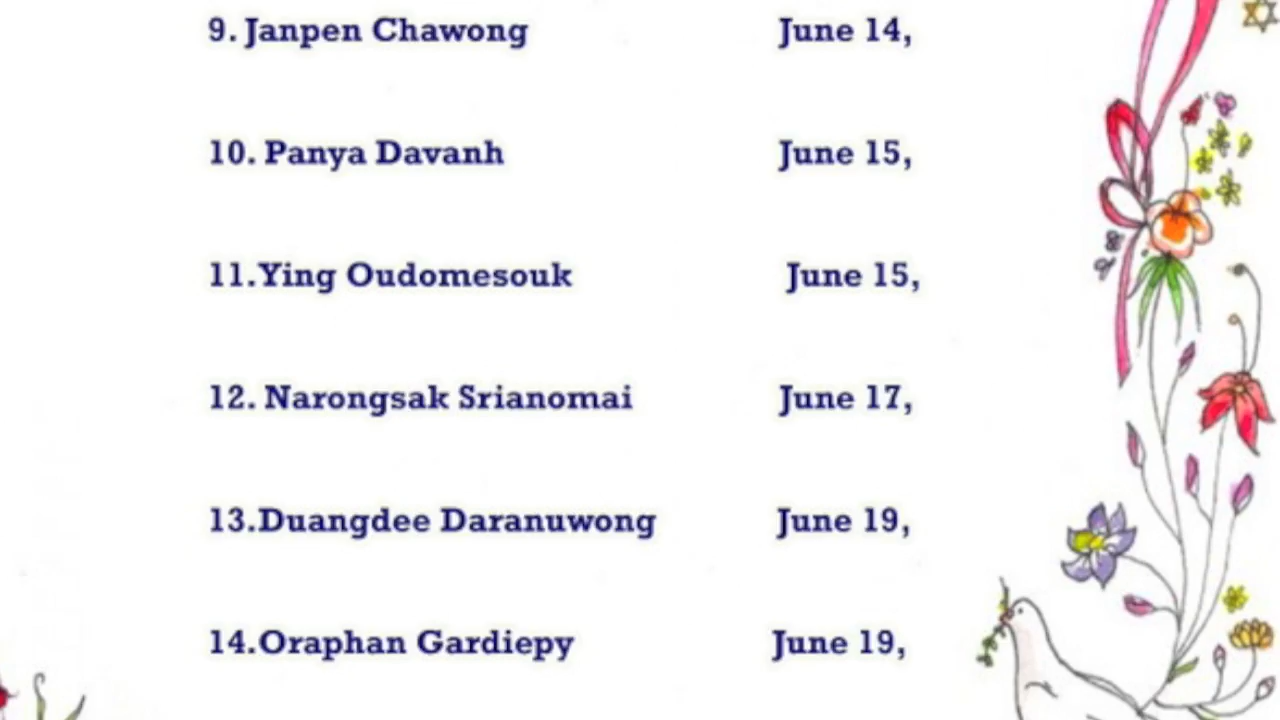 9. Janpen Chawong June 14,
10. Panya Davanh June 15,
11.Ying Oudomesouk June 15,
12. Narongsak Srianomai June 17,
13.Duangdee Daranuwong June 19,
14.Oraphan Gardiepy June 19,